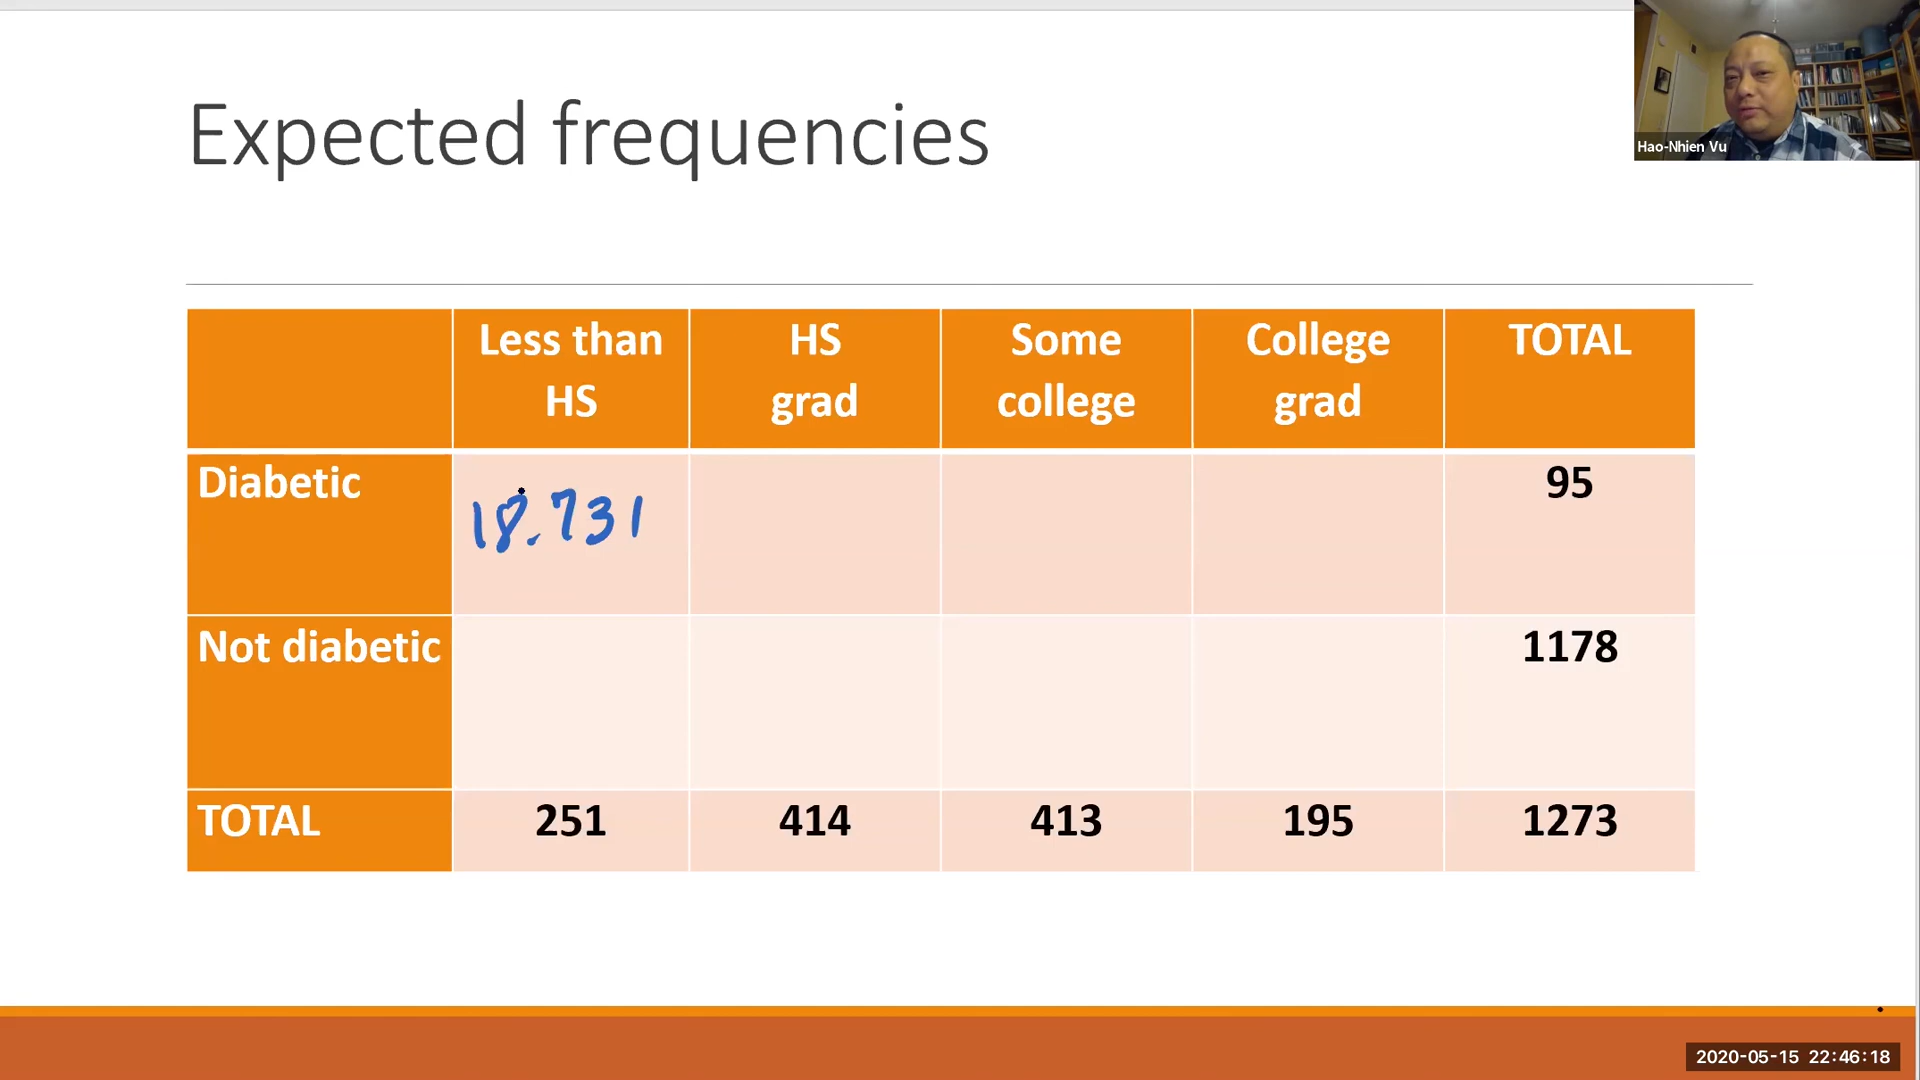 Expected frequencies
Hao-Nhien Vu
Less than HS
HS grad
Some college
College grad
TOTAL
Diabetic
18.731
95
Not diabetic
1178
TOTAL
251
414
413
195
1273
2020-05-15 22:46:18